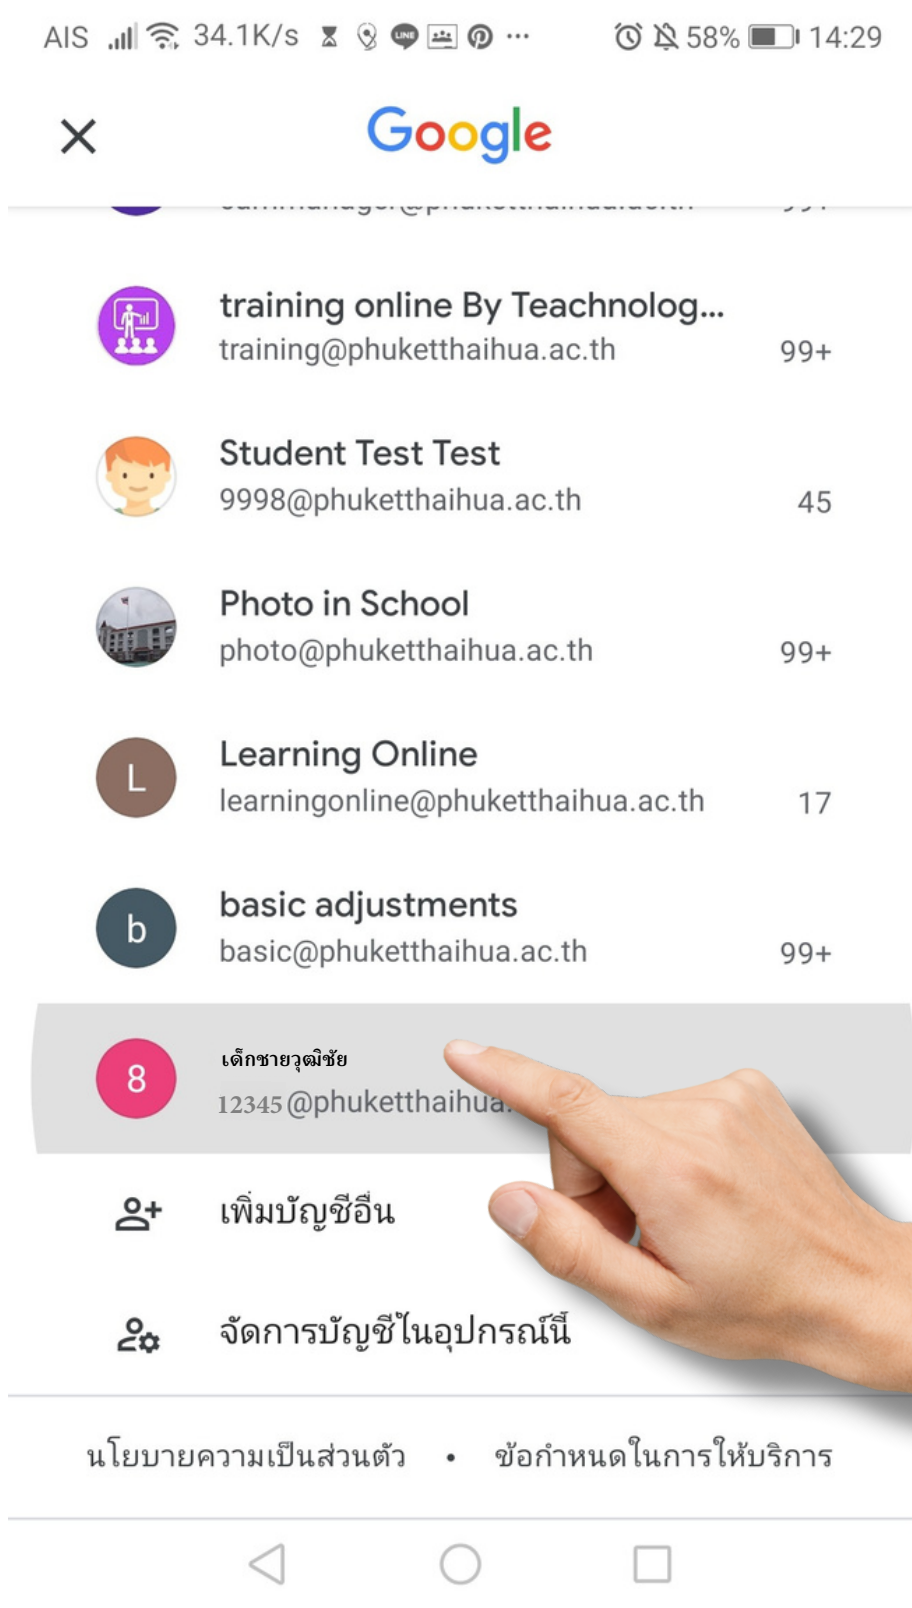 AIS 34.1K/s LINE 58% 14:29
Google
99+
training online By Teachnolog...
training@phuketthaihua.ac.th 99+
Student Test Test
9998@phuketthaihua.ac.th 45
Photo in School
photo@phuketthaihua.ac.th 99+
L
Learning Online
learningonline@phuketthaihua.ac.th 17
b
basic adjustments
basic@phuketthaihua.ac.th 99+
8
เด็กชายวุฒิชัย
12345@phuketthaihua.
เพิ่มบัญชีอื่น
จัดการบัญชีในอุปกรณ์นี้
นโยบายความเป็นส่วนตัว • ข้อกำหนดในการให้บริการ